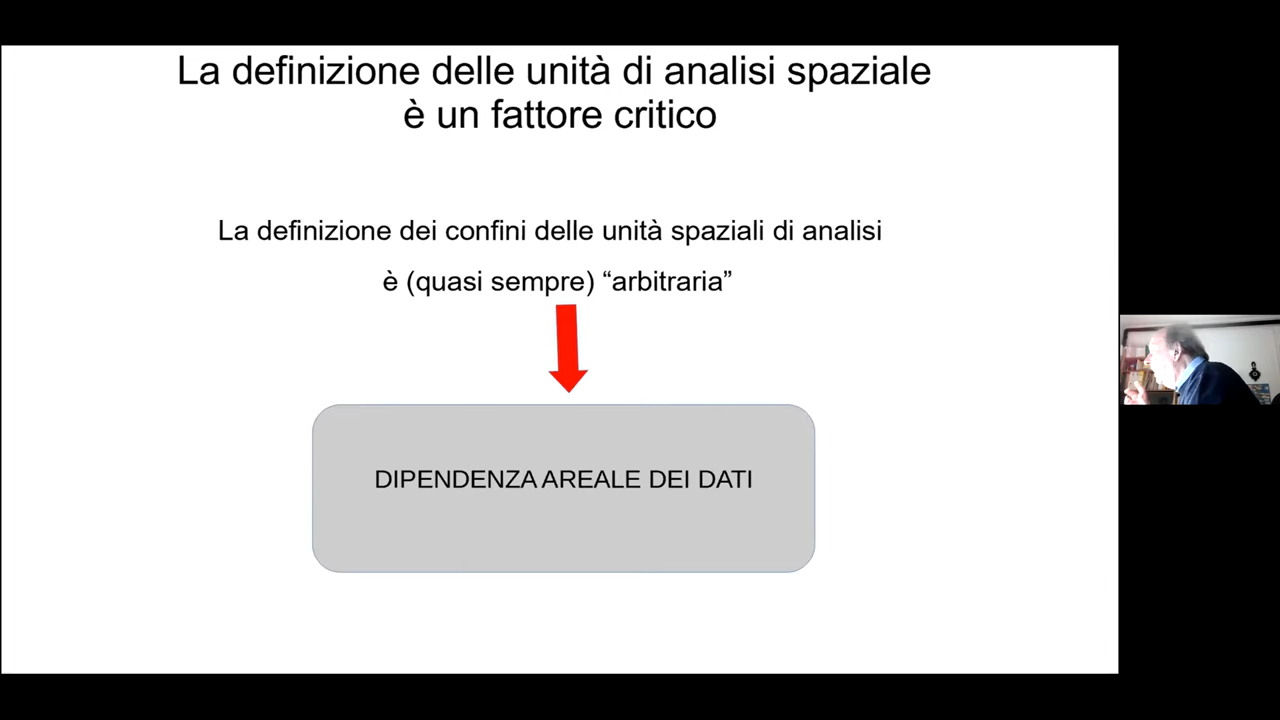 La definizione delle unità di analisi spaziale
è un fattore critico
La definizione dei confini delle unità spaziali di analisi
è (quasi sempre) “arbitraria”
DIPENDENZA AREALE DEI DATI